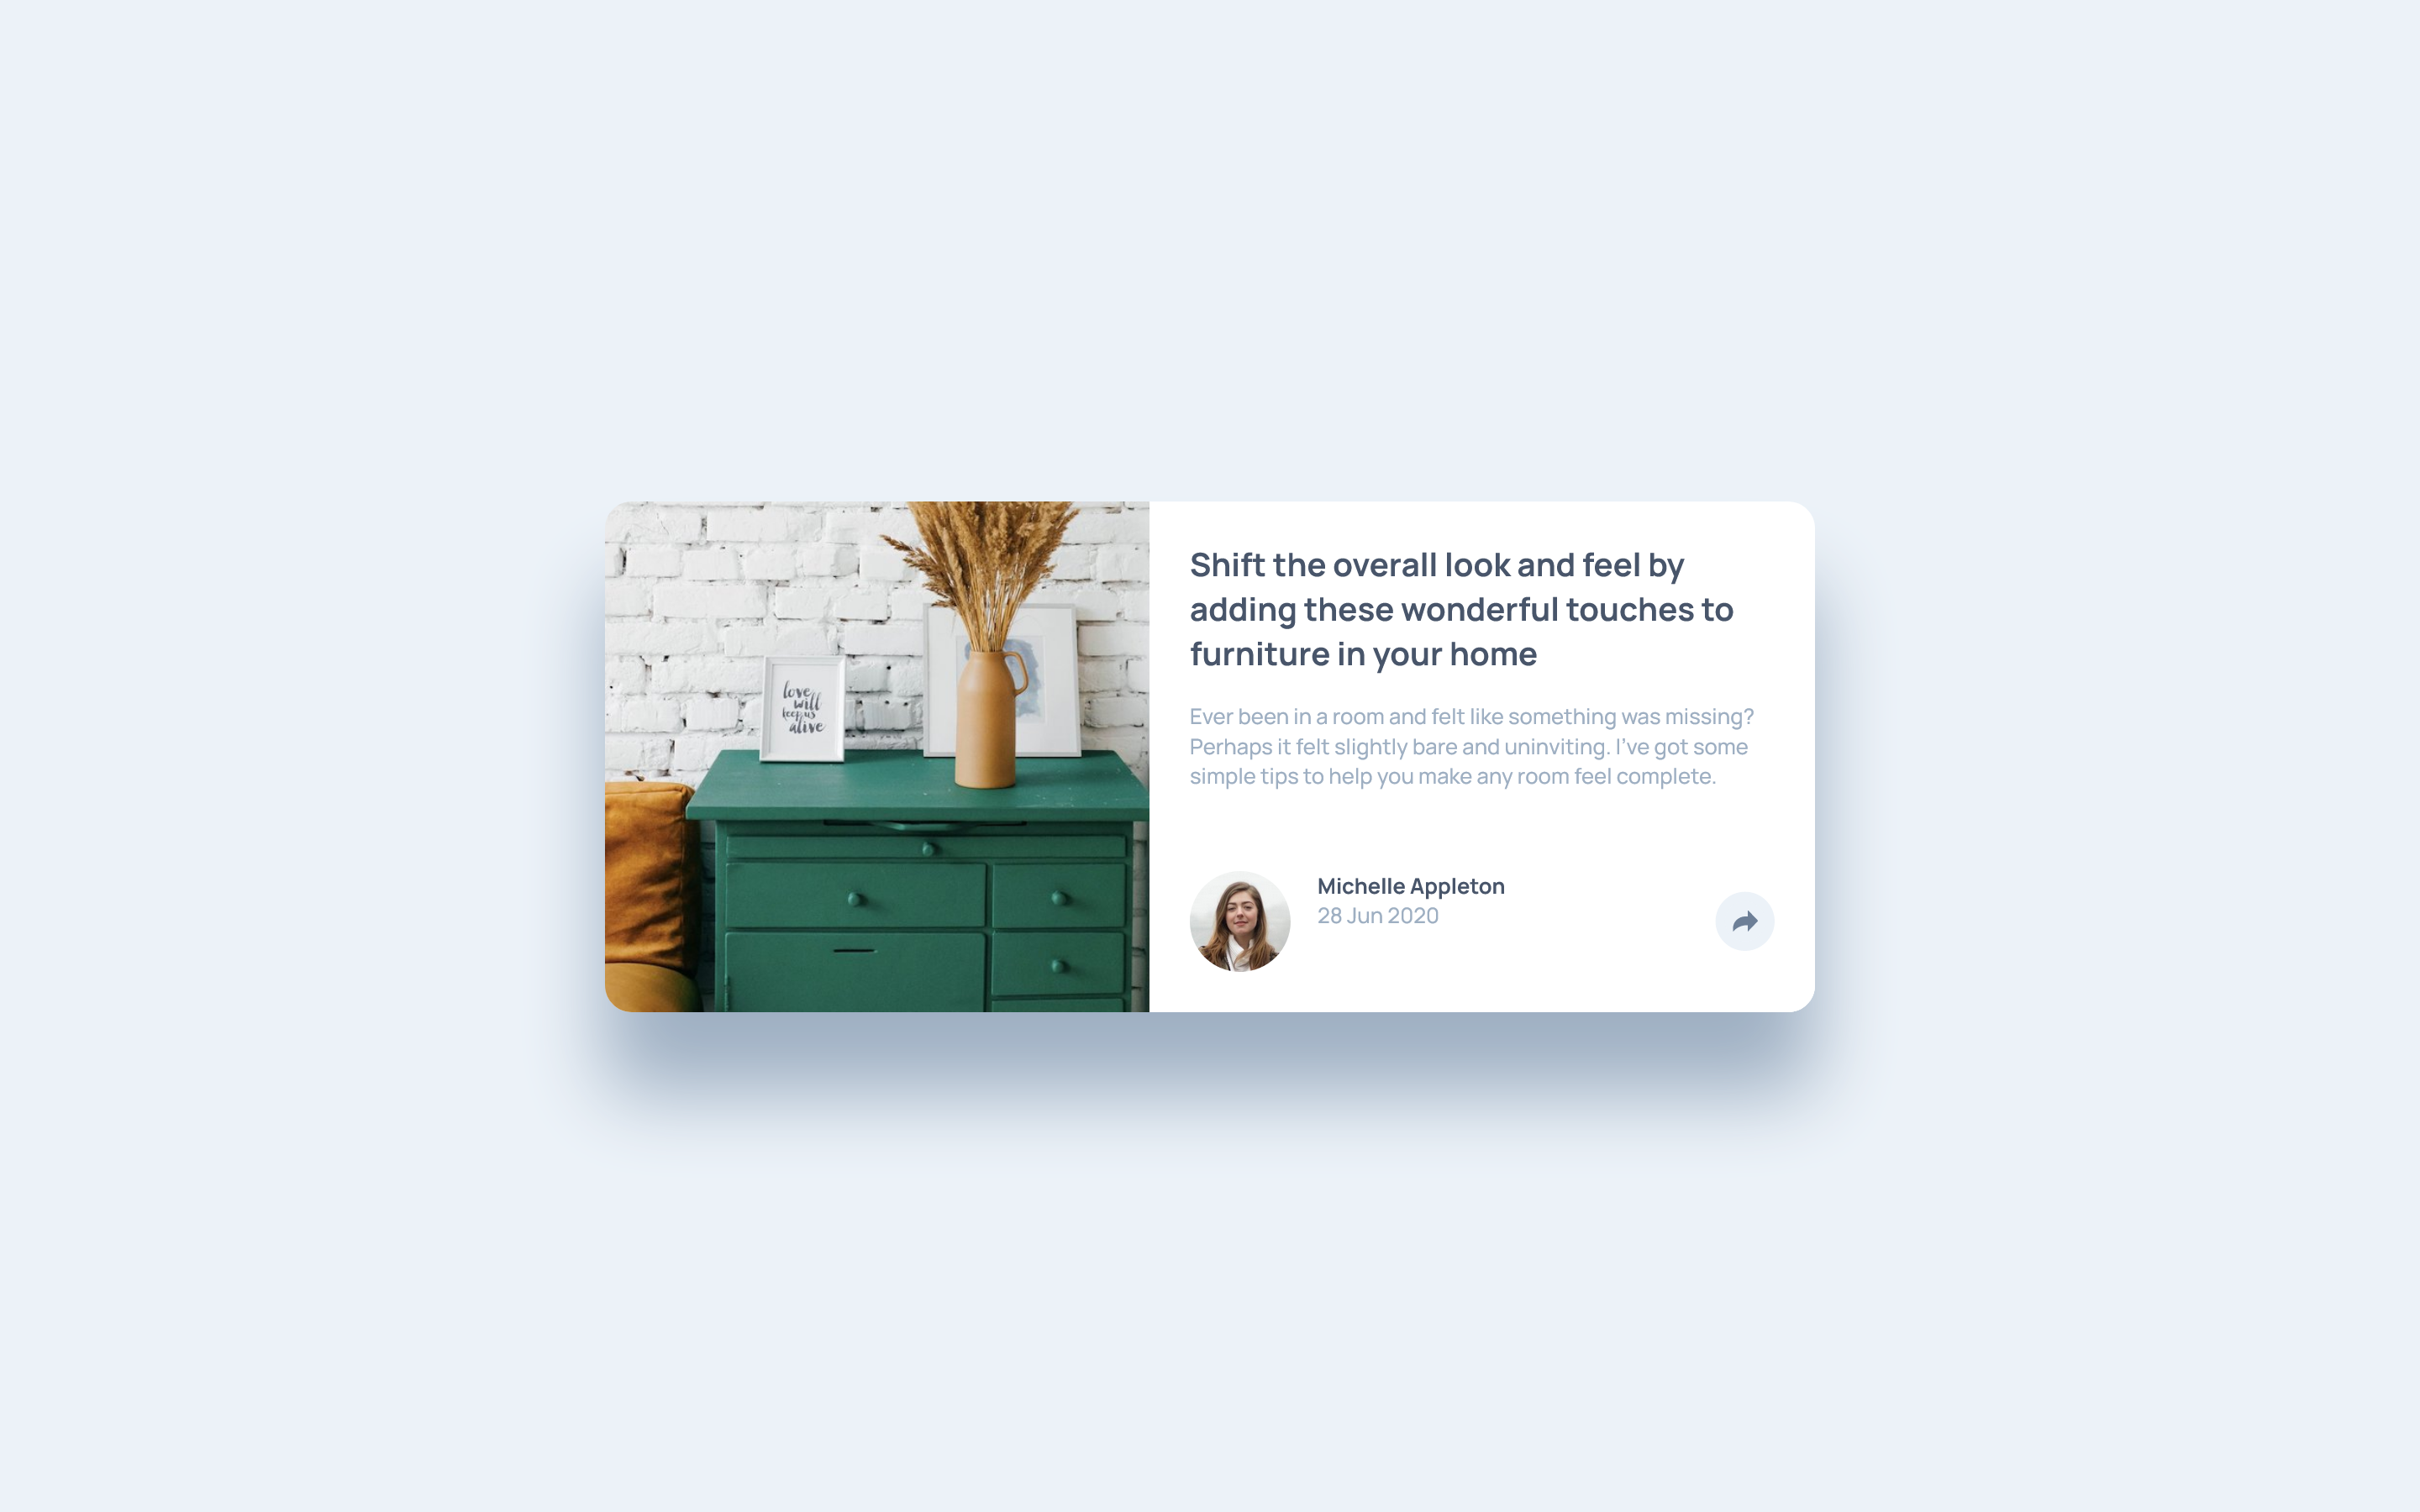 love
will
keep us
alive
Shift the overall look and feel by
adding these wonderful touches to
furniture in your home
Ever been in a room and felt like something was missing?
Perhaps it felt slightly bare and uninviting. I’ve got some
simple tips to help you make any room feel complete.
Michelle Appleton
28 Jun 2020